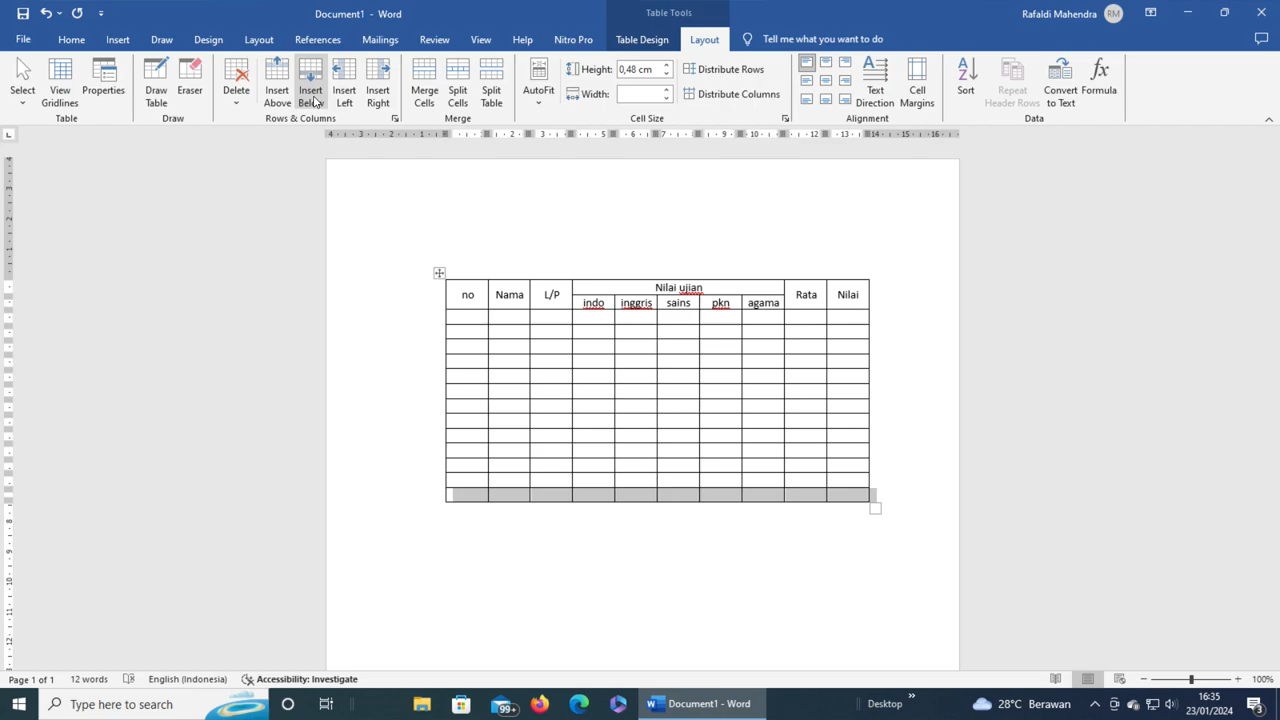 Document1 - Word
Table Tools
Rafaldi Mahendra RM
File Home Insert Draw Design Layout References Mailings Review View Help Nitro Pro Table Design Layout Tell me what you want to do
Select
View Gridlines
Properties
Draw Table
Eraser
Delete
Insert Above
Insert Below
Insert Left
Insert Right
Merge Cells
Split Cells
Split Table
AutoFit
Height: 0,48 cm
Width:
Distribute Rows
Distribute Columns
Text Direction
Cell Margins
Sort
Repeat Header Rows
Convert to Text
Formula
Table Draw Rows & Columns Merge Cell Size Alignment Data
no Nama L/P Nilai ujian Rata Nilai
indo inggris sains pkn agama
Page 1 of 1 12 words English (Indonesia) Accessibility: Investigate 100%
Type here to search 99+ Document1 - Word Desktop 28°C Berawan 16:35
23/01/2024 3